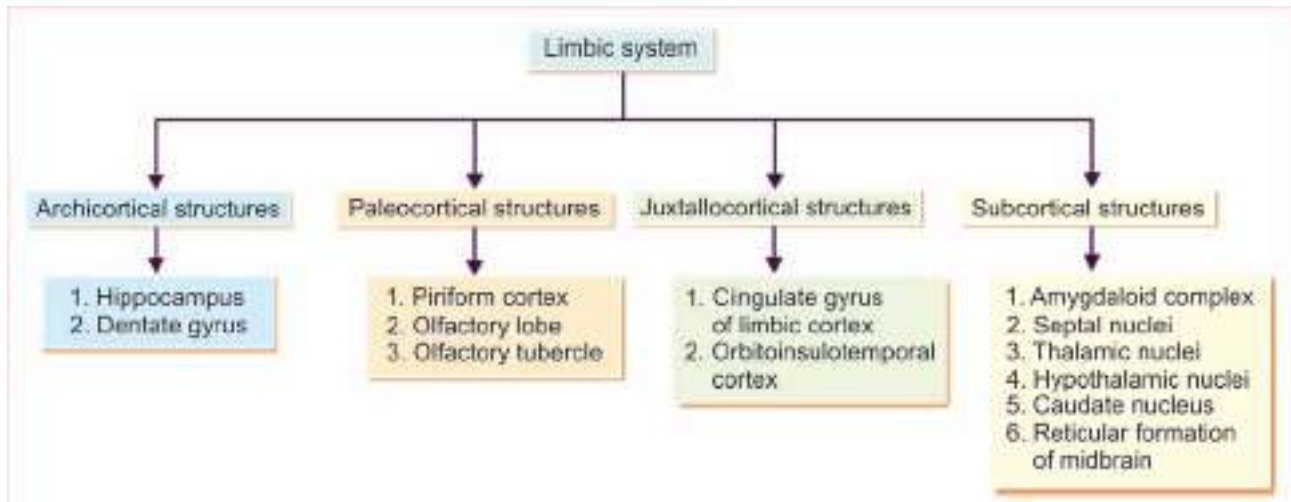 Limbic system
Archicortical structures
Paleocortical structures
Juxtallocortical structures
Subcortical structures
1. Hippocampus
2. Dentate gyrus
1. Piriform cortex
2. Olfactory lobe
3. Olfactory tubercle
1. Cingulate gyrus
of limbic cortex
2. Orbitoinsulotemporal
cortex
1. Amygdaloid complex
2. Septal nuclei
3. Thalamic nuclei
4. Hypothalamic nuclei
5. Caudate nucleus
6. Reticular formation
of midbrain